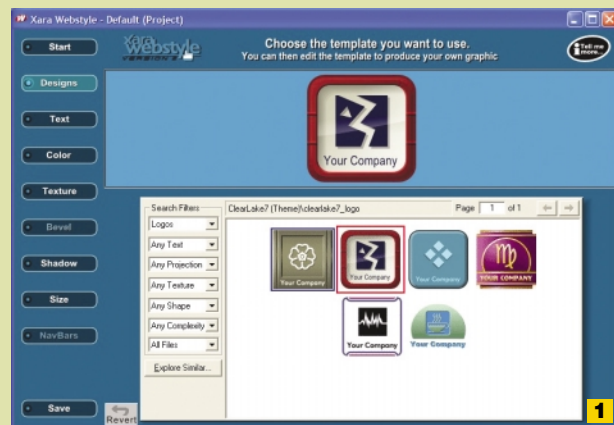 Xara Webstyle - Default (Project)
Start
Xara
Webstyle
Choose the template you want to use.
You can then edit the template to produce your own graphic
Tell me
more...
Designs
Text
Color
Texture
Bevel
Shadow
Size
NavBars
Save
Revert
Your Company
Search Filters
Logos
Any Text
Any Projection
Any Texture
Any Shape
Any Complexity
All Files
Explore Similar...
ClearLake7 (Theme)\clearlake7_logo
Page 1 of 1
Your Company
Your Company
Your Company
YOUR COMPANY
Your Company
Your Company
1